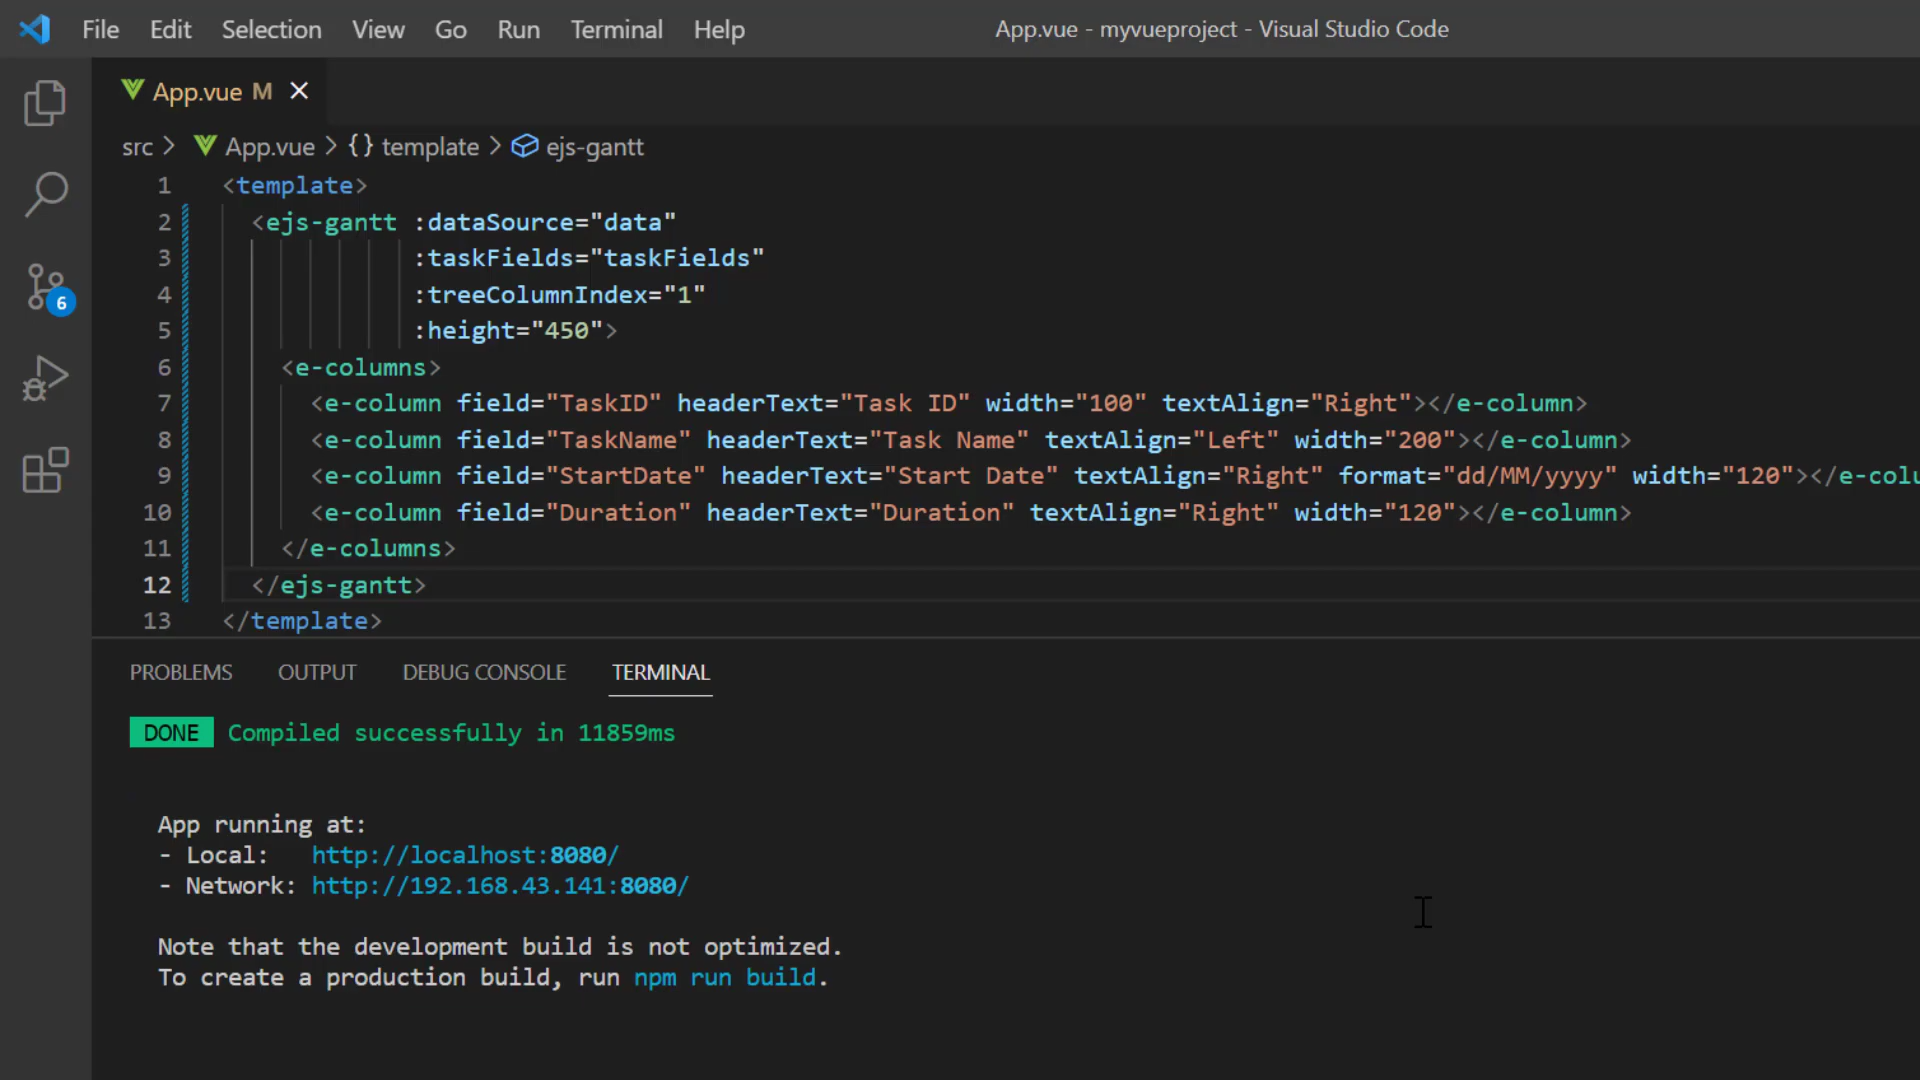 File Edit Selection View Go Run Terminal Help App.vue - myvueproject - Visual Studio Code
App.vue M
src > App.vue > {} template > ejs-gantt
1 <template>
2 <ejs-gantt :dataSource="data"
3 :taskFields="taskFields"
4 :treeColumnIndex="1"
5 :height="450">
6 <e-columns>
7 <e-column field="TaskID" headerText="Task ID" width="100" textAlign="Right"></e-column>
8 <e-column field="TaskName" headerText="Task Name" textAlign="Left" width="200"></e-column>
9 <e-column field="StartDate" headerText="Start Date" textAlign="Right" format="dd/MM/yyyy" width="120"></e-colu
10 <e-column field="Duration" headerText="Duration" textAlign="Right" width="120"></e-column>
11 </e-columns>
12 </ejs-gantt>
13 </template>
6
PROBLEMS OUTPUT DEBUG CONSOLE TERMINAL
DONE Compiled successfully in 11859ms
App running at:
- Local: http://localhost:8080/
- Network: http://192.168.43.141:8080/
Note that the development build is not optimized.
To create a production build, run npm run build.